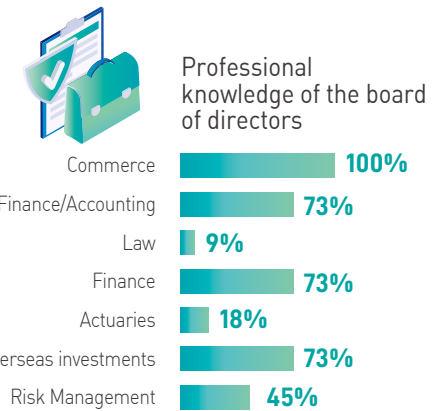 Professional
knowledge of the board
of directors
Commerce 100%
Finance/Accounting 73%
Law 9%
Finance 73%
Actuaries 18%
erseas investments 73%
Risk Management 45%